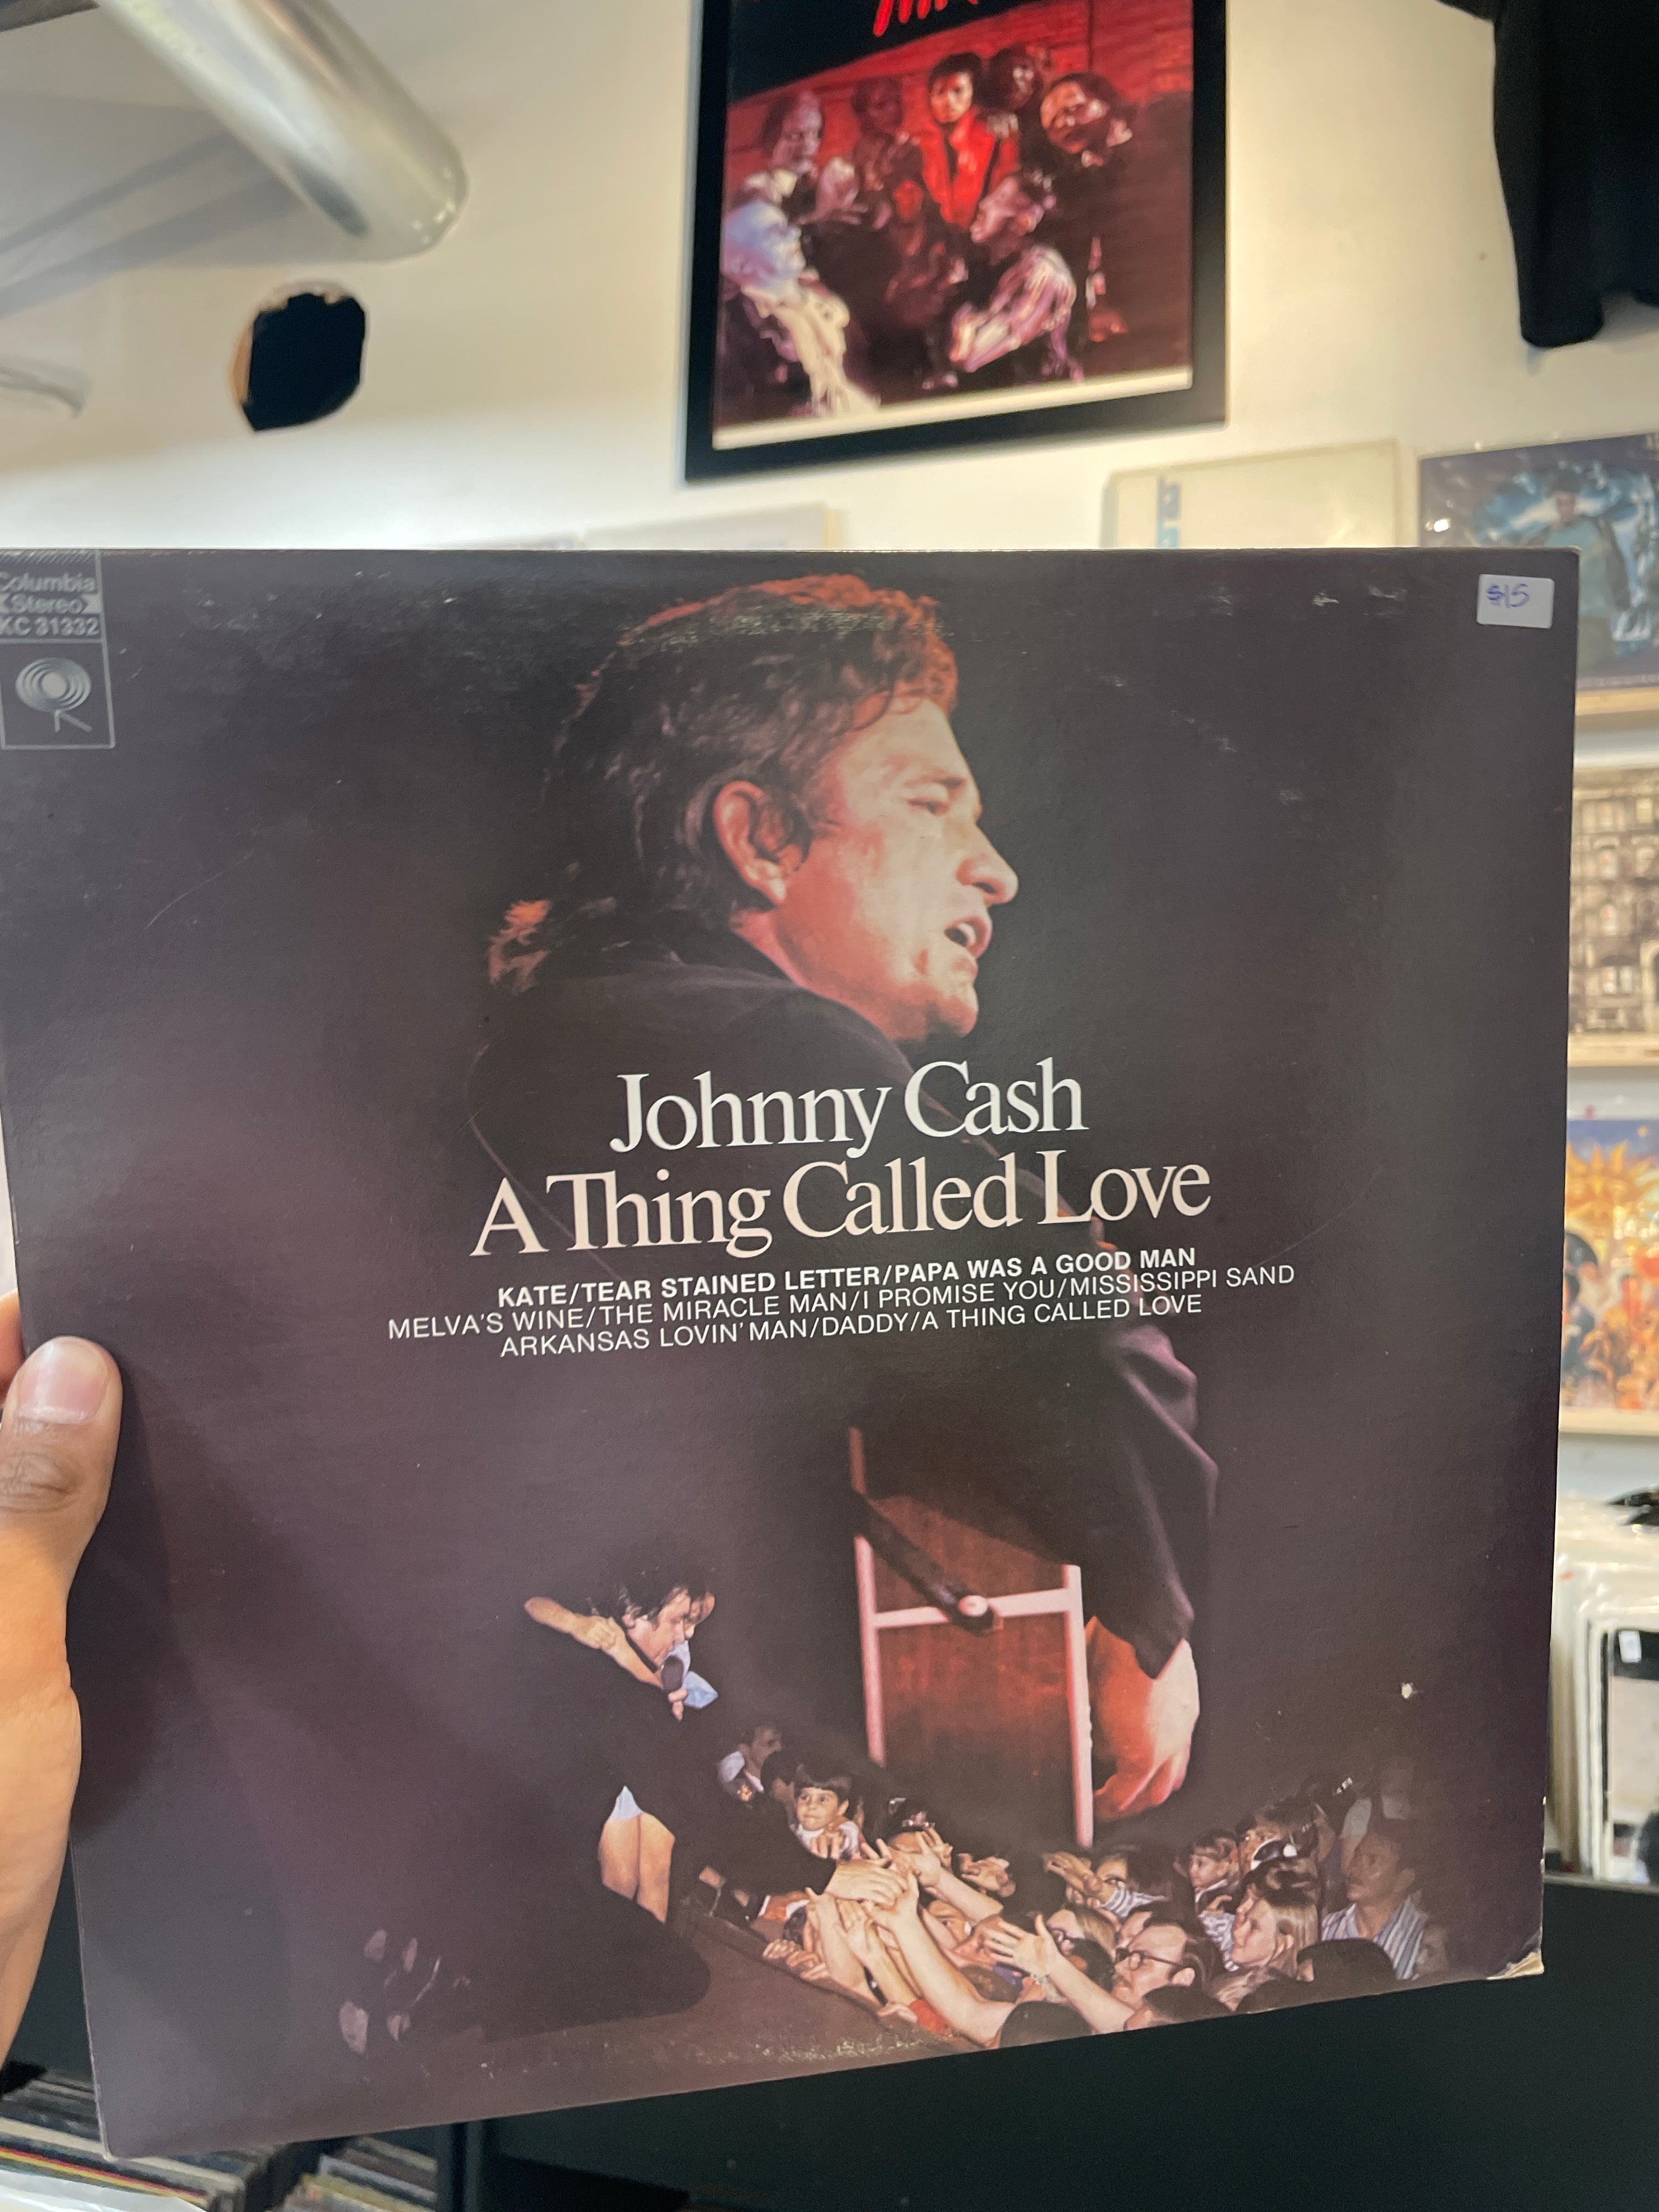 Columbia
Stereo
KC 31332
$15
Johnny Cash
A Thing Called Love
KATE/TEAR STAINED LETTER/PAPA WAS A GOOD MAN
MELVA'S WINE/THE MIRACLE MAN/I PROMISE YOU/MISSISSIPPI SAND
ARKANSAS LOVIN' MAN/DADDY/A THING CALLED LOVE